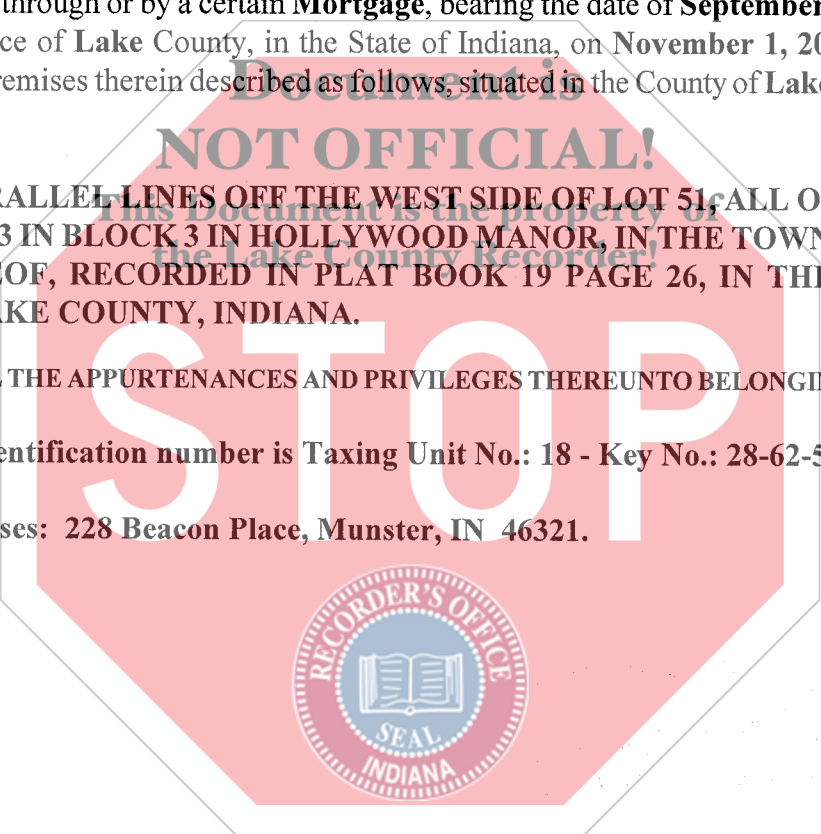 through or by a certain Mortgage, bearing the date of September
ce of Lake County, in the State of Indiana, on November 1, 20
remises therein described as follows, situated in the County of Lake
Document is
NOT OFFICIAL!
RALLEL LINES OFF THE WEST SIDE OF LOT 51, ALL O
This Document is the property of
3 IN BLOCK 3 IN HOLLYWOOD MANOR, IN THE TOWN
the Lake County Recorder!
EOF, RECORDED IN PLAT BOOK 19 PAGE 26, IN THE
AKE COUNTY, INDIANA.
STOP
THE APPURTENANCES AND PRIVILEGES THEREUNTO BELONGIN
entification number is Taxing Unit No.: 18 - Key No.: 28-62-5
ses: 228 Beacon Place, Munster, IN 46321.
RECORDER'S OFFICE
SEAL
INDIANA